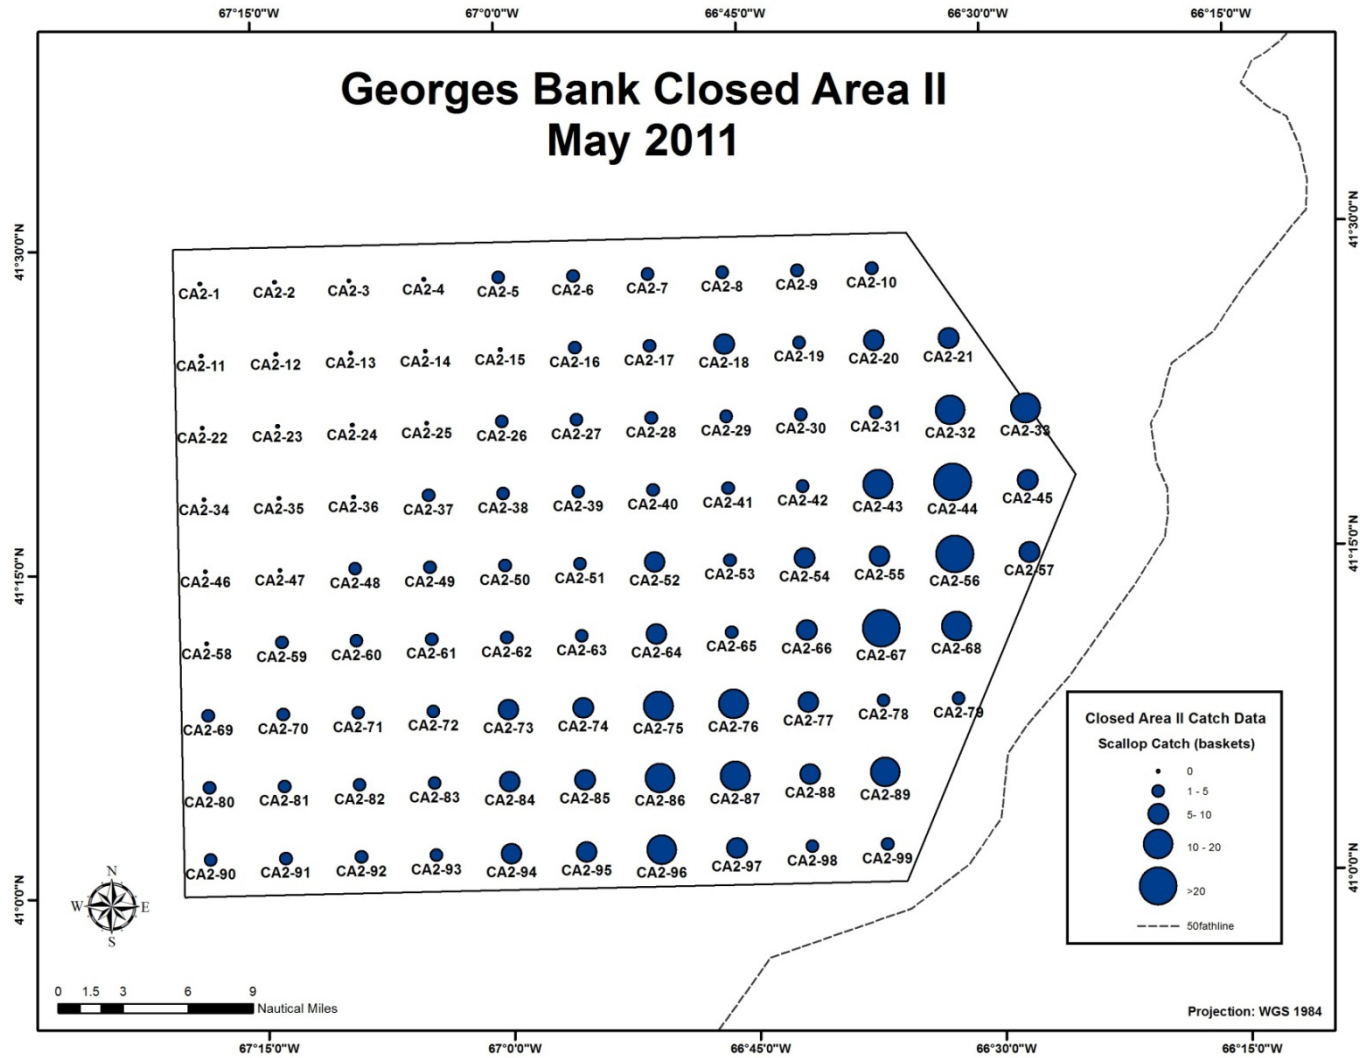 67°15'0"W 67°0'0"W 66°45'0"W 66°30'0"W 66°15'0"W
Georges Bank Closed Area II
May 2011
41°30'0"N 41°30'0"N
CA2-1 CA2-2 CA2-3 CA2-4 CA2-5 CA2-6 CA2-7 CA2-8 CA2-9 CA2-10
CA2-11 CA2-12 CA2-13 CA2-14 CA2-15 CA2-16 CA2-17 CA2-18 CA2-19 CA2-20 CA2-21
CA2-22 CA2-23 CA2-24 CA2-25 CA2-26 CA2-27 CA2-28 CA2-29 CA2-30 CA2-31 CA2-32 CA2-33
CA2-34 CA2-35 CA2-36 CA2-37 CA2-38 CA2-39 CA2-40 CA2-41 CA2-42 CA2-43 CA2-44 CA2-45
41°15'0"N 41°15'0"N
CA2-46 CA2-47 CA2-48 CA2-49 CA2-50 CA2-51 CA2-52 CA2-53 CA2-54 CA2-55 CA2-56 CA2-57
CA2-58 CA2-59 CA2-60 CA2-61 CA2-62 CA2-63 CA2-64 CA2-65 CA2-66 CA2-67 CA2-68
CA2-69 CA2-70 CA2-71 CA2-72 CA2-73 CA2-74 CA2-75 CA2-76 CA2-77 CA2-78 CA2-79
CA2-80 CA2-81 CA2-82 CA2-83 CA2-84 CA2-85 CA2-86 CA2-87 CA2-88 CA2-89
CA2-90 CA2-91 CA2-92 CA2-93 CA2-94 CA2-95 CA2-96 CA2-97 CA2-98 CA2-99
41°0'0"N 41°0'0"N
Closed Area II Catch Data
Scallop Catch (baskets)
0
1 - 5
5- 10
10 - 20
>20
50fathline
N
W E
S
0 1.5 3 6 9
Nautical Miles
Projection: WGS 1984
67°15'0"W 67°0'0"W 66°45'0"W 66°30'0"W 66°15'0"W